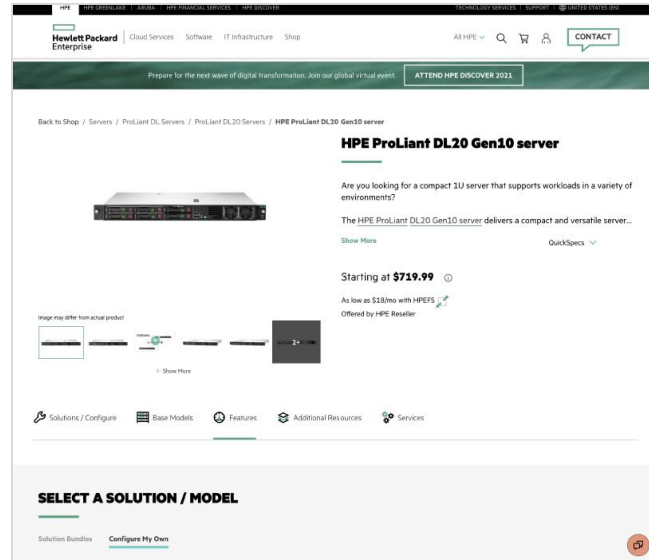 HPE HPE GREENLAKE | ARUBA | HPE FINANCIAL SERVICES | HPE DISCOVER TECHNOLOGY SERVICES | SUPPORT | UNITED STATES (EN)
Hewlett Packard
Enterprise
Cloud Services Software IT Infrastructure Shop
All HPE
CONTACT
Prepare for the next wave of digital transformation. Join our global virtual event. ATTEND HPE DISCOVER 2021
Back to Shop / Servers / ProLiant DL Servers / ProLiant DL20 Servers / HPE ProLiant DL20 Gen10 server
HPE ProLiant DL20 Gen10 server
Are you looking for a compact 1U server that supports workloads in a variety of
environments?
The HPE ProLiant DL20 Gen10 server delivers a compact and versatile server...
Show More
QuickSpecs
Starting at $719.99
As low as $18/mo with HPEFS
Offered by HPE Reseller
Image may differ from actual product
2+
+ Show More
Solutions / Configure Base Models Features Additional Resources Services
SELECT A SOLUTION / MODEL
Solution Bundles Configure My Own